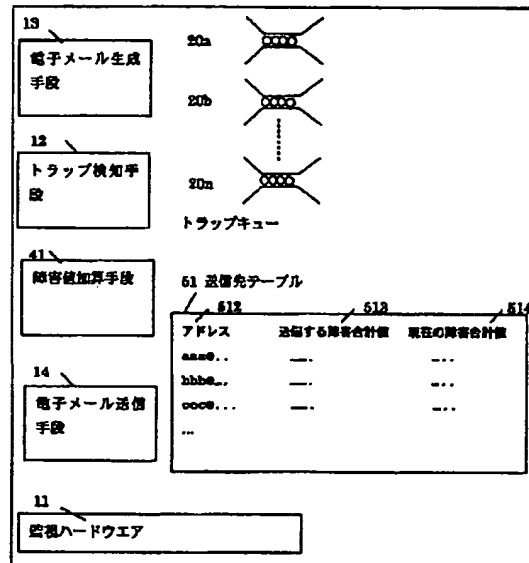 13
電子メール生成
手段
20a
20b
12
トラップ検知手
段
20n
トラップキュー
41
障害値加算手段
51 送信先テーブル
512
513
514
アドレス 送信する障害合計値 現在の障害合計値
aaa@.. ---. --..
bbb@... ---. --..
ccc@... ---. --..
...
14
電子メール送信
手段
11
監視ハードウエア